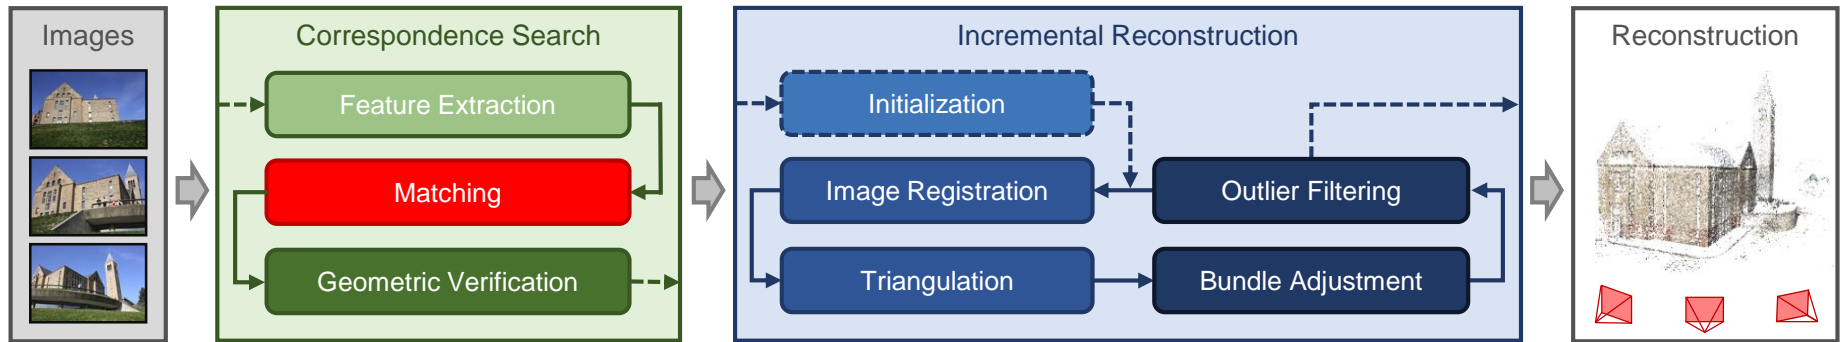 Images
Correspondence Search
Feature Extraction
Matching
Geometric Verification
Incremental Reconstruction
Initialization
Image Registration
Outlier Filtering
Triangulation
Bundle Adjustment
Reconstruction